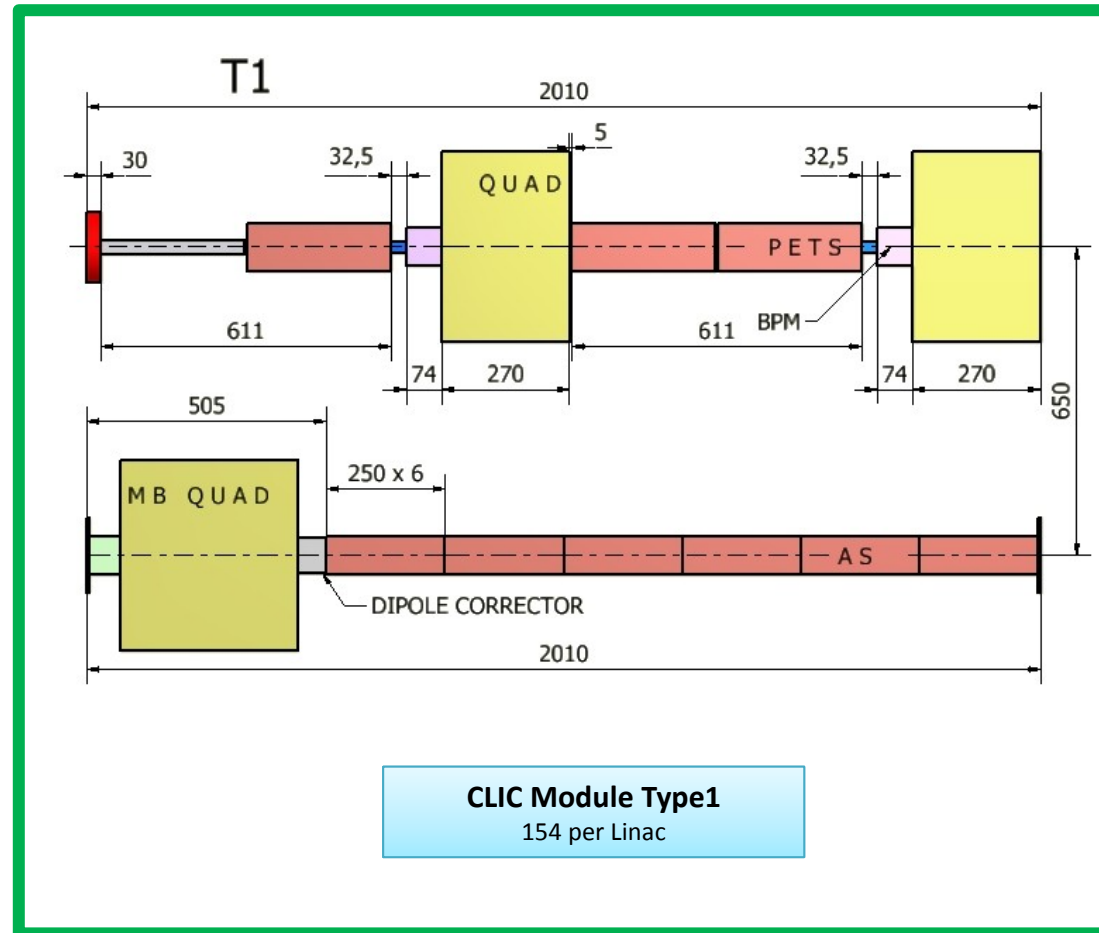 T1
2010
5
30
32,5
32,5
QUAD
PETS
BPM
611
611
74
270
74
270
650
505
250 x 6
MB QUAD
AS
DIPOLE CORRECTOR
2010
CLIC Module Type1
154 per Linac